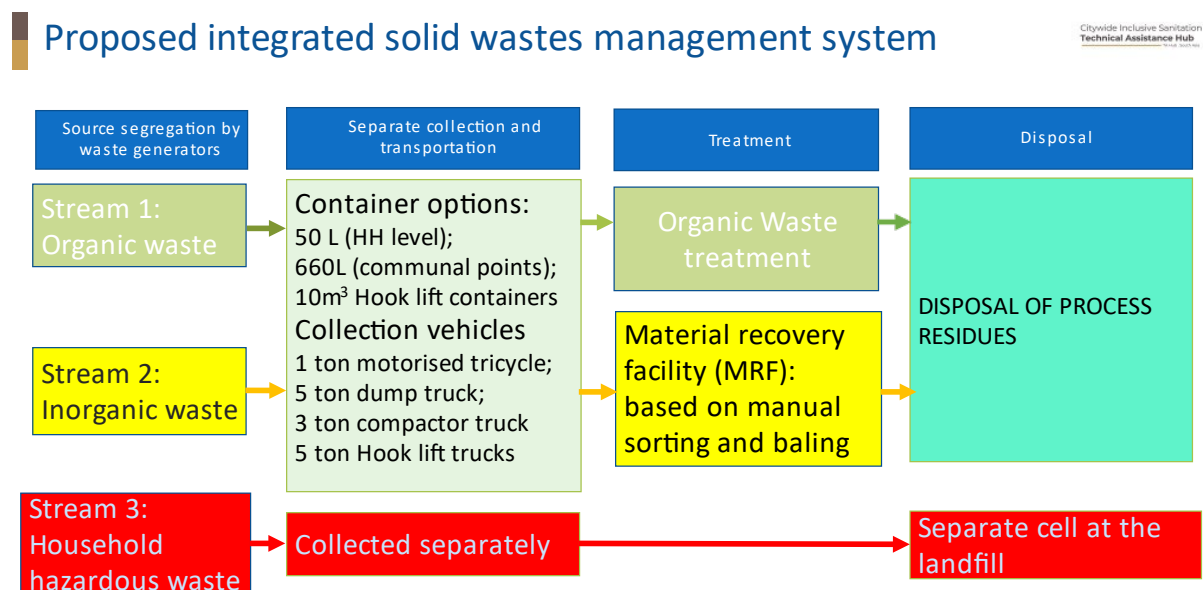 Proposed integrated solid wastes management system
Citywide Inclusive Sanitation
Technical Assistance Hub
Source segregation by
waste generators
Separate collection and
transportation
Treatment
Disposal
Stream 1:
Organic waste
Container options:
50 L (HH level);
660L (communal points);
10m³ Hook lift containers
Collection vehicles
1 ton motorised tricycle;
5 ton dump truck;
3 ton compactor truck
5 ton Hook lift trucks
Organic Waste
treatment
DISPOSAL OF PROCESS
RESIDUES
Stream 2:
Inorganic waste
Material recovery
facility (MRF):
based on manual
sorting and baling
Stream 3:
Household
hazardous waste
Collected separately
Separate cell at the
landfill